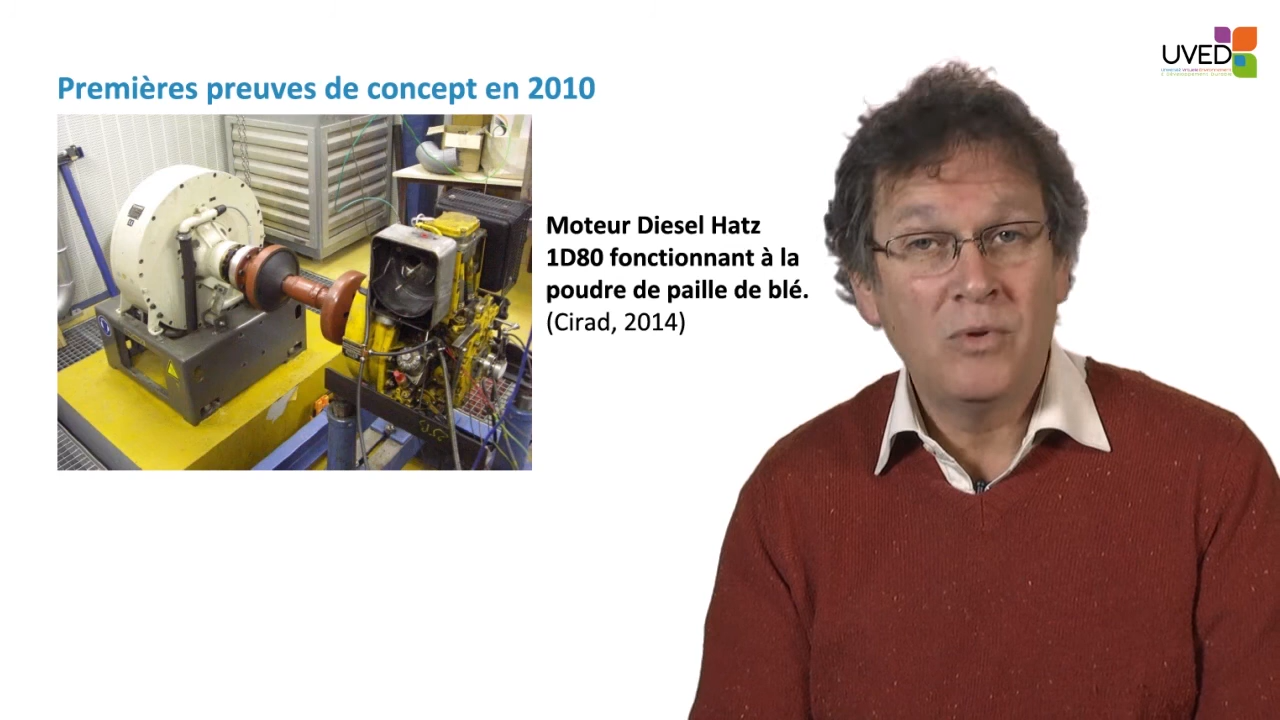 UVED
Premières preuves de concept en 2010
Moteur Diesel Hatz
1D80 fonctionnant à la
poudre de paille de blé.
(Cirad, 2014)